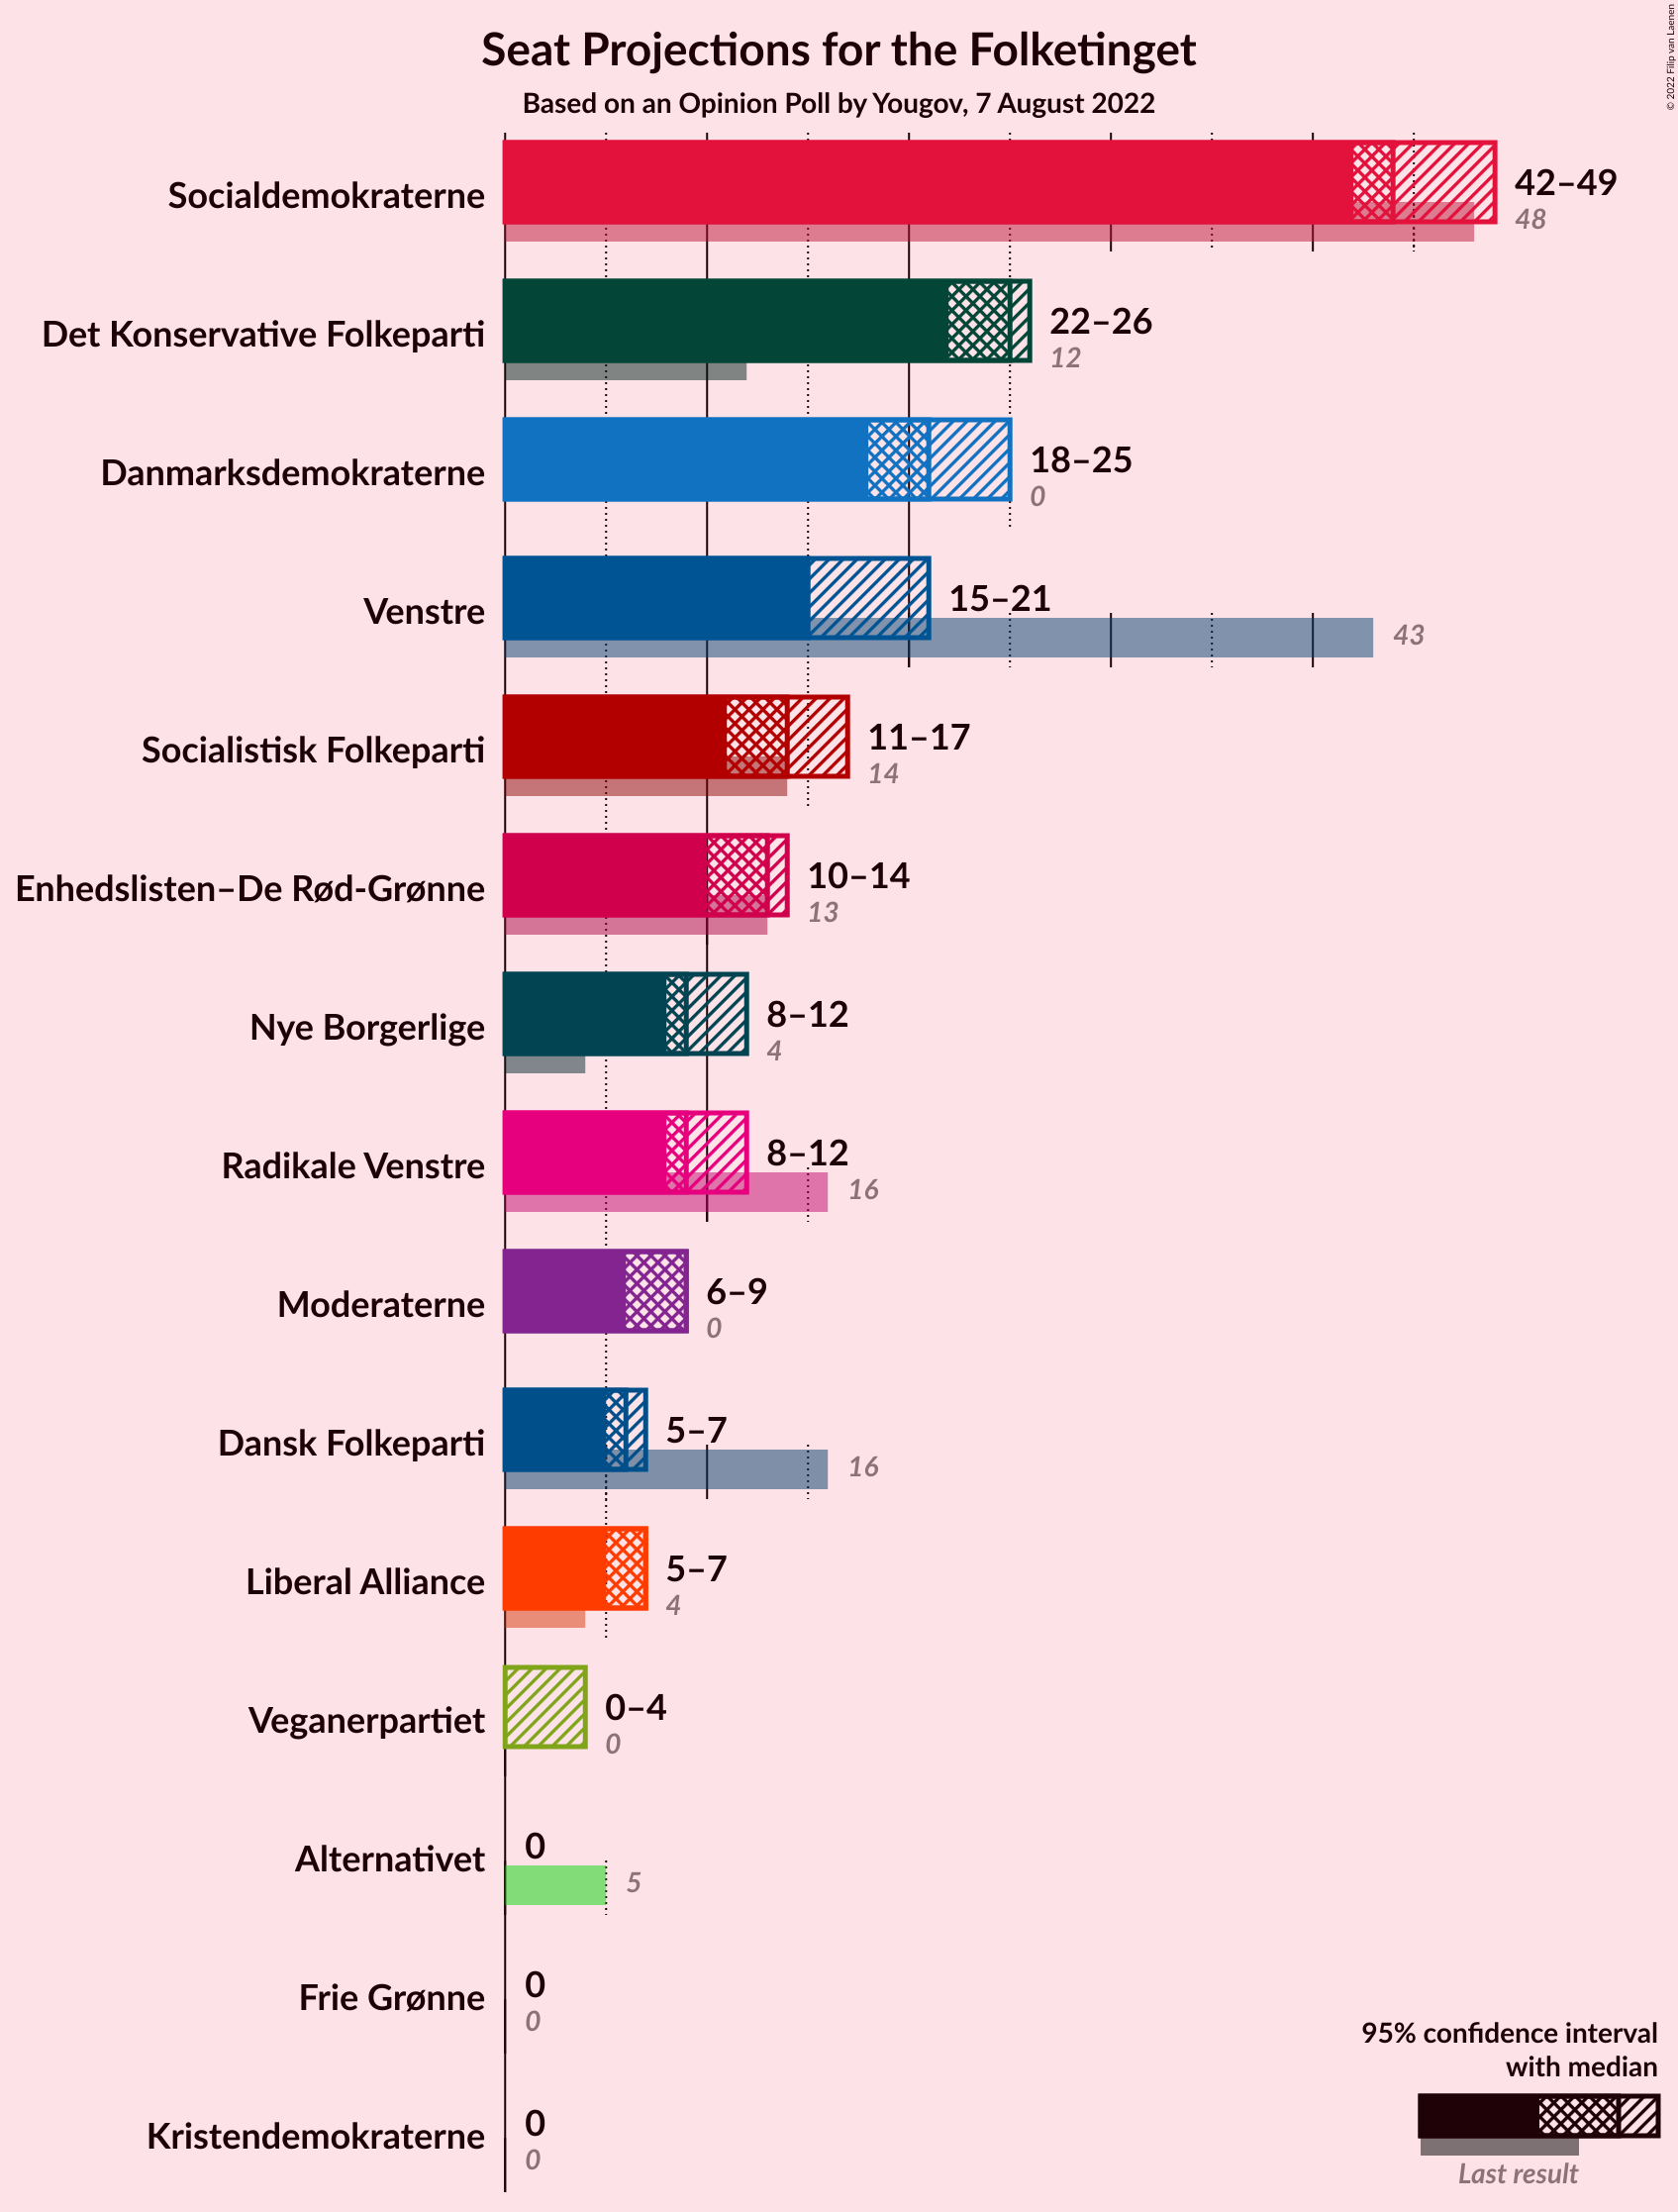 © 2022 Filip van Laenen
Seat Projections for the Folketinget
Based on an Opinion Poll by Yougov, 7 August 2022
Socialdemokraterne
42–49
48
Det Konservative Folkeparti
22–26
12
Danmarksdemokraterne
18–25
0
Venstre
15–21
43
Socialistisk Folkeparti
11–17
14
Enhedslisten–De Rød-Grønne
10–14
13
Nye Borgerlige
8–12
4
Radikale Venstre
8–12
16
Moderaterne
6–9
0
Dansk Folkeparti
5–7
16
Liberal Alliance
5–7
4
Veganerpartiet
0–4
0
Alternativet
0
5
Frie Grønne
0
0
Kristendemokraterne
0
0
95% confidence interval
with median
Last result